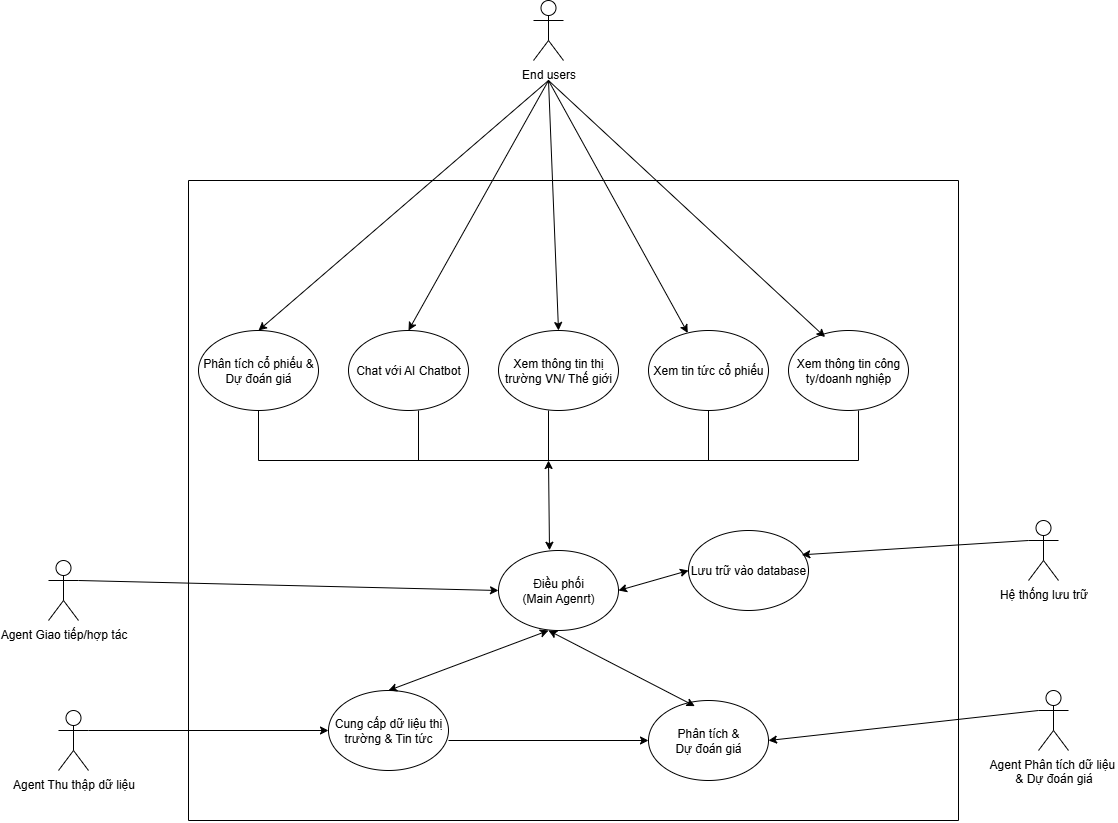 End users
Phân tích cổ phiếu &
Dự đoán giá
Chat với AI Chatbot
Xem thông tin thị
trường VN/ Thế giới
Xem tin tức cổ phiếu
Xem thông tin công
ty/doanh nghiệp
Điều phối
(Main Agenrt)
Lưu trữ vào database
Hệ thống lưu trữ
Agent Giao tiếp/hợp tác
Cung cấp dữ liệu thị
trường & Tin tức
Phân tích &
Dự đoán giá
Agent Thu thập dữ liệu
Agent Phân tích dữ liệu
& Dự đoán giá